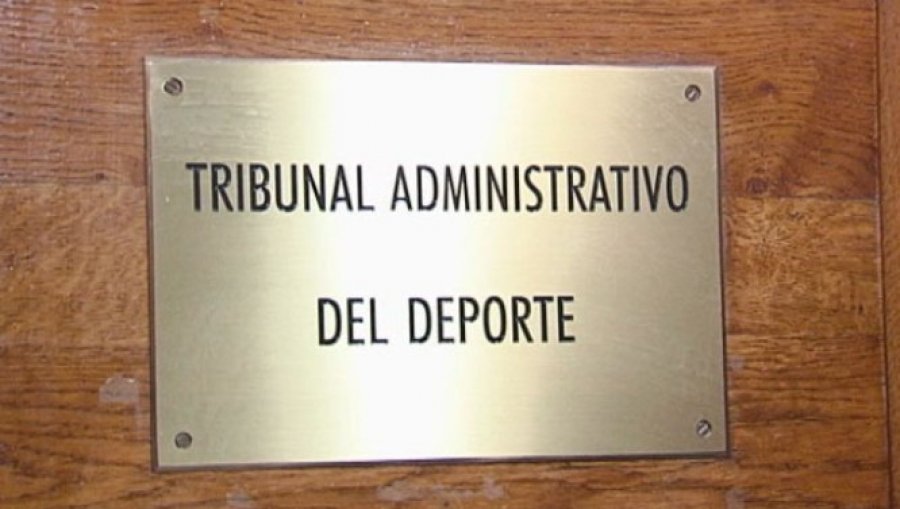 TRIBUNAL ADMINISTRATIVO
DEL DEPORTE